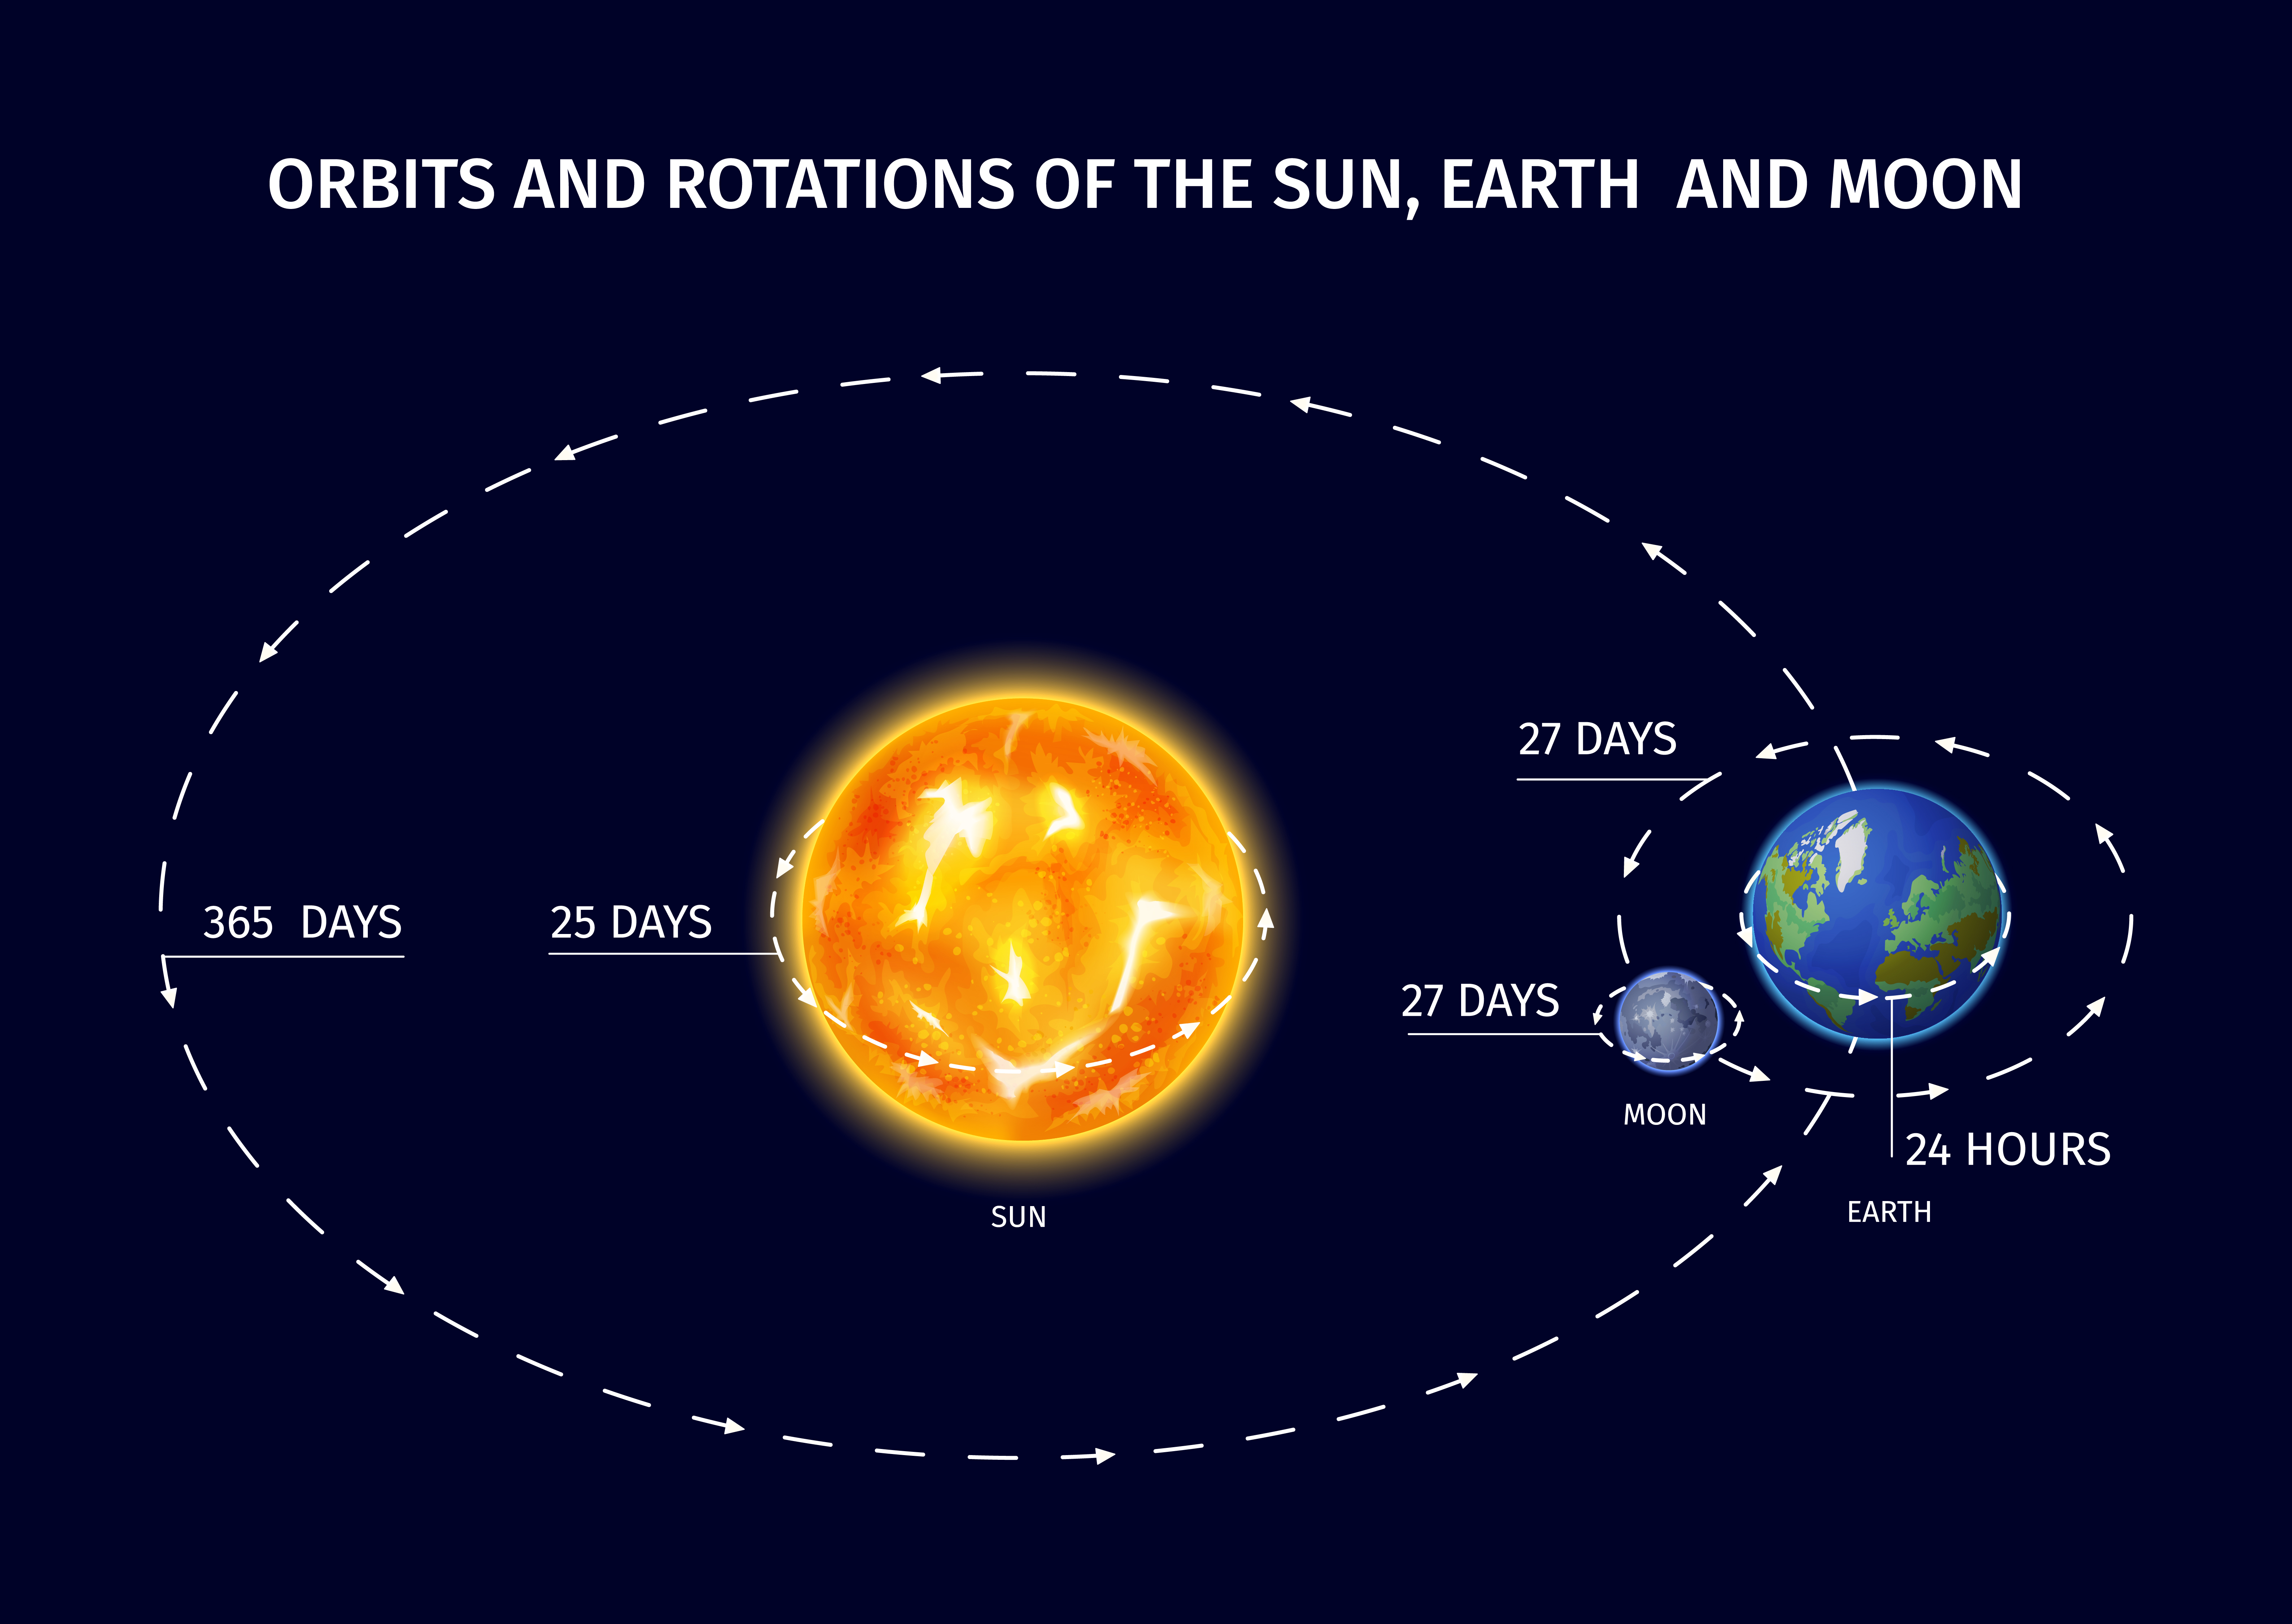 ORBITS AND ROTATIONS OF THE SUN, EARTH  AND MOON
27 DAYS
365  DAYS
25 DAYS
27 DAYS
MOON
24 HOURS
SUN
EARTH